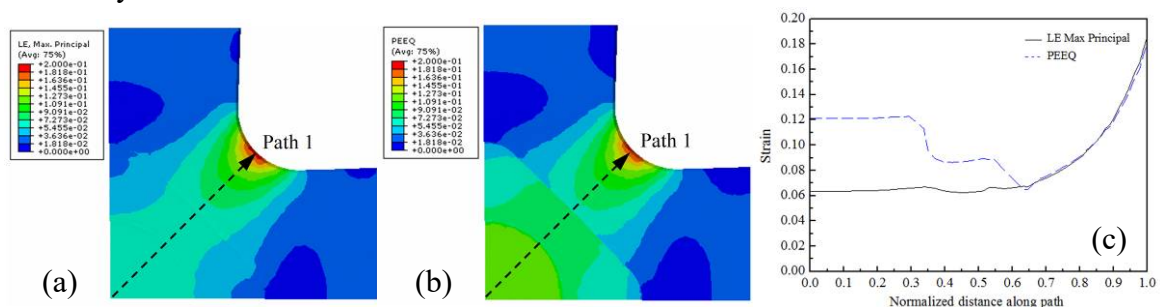 LE, Max. Principal
(Avg: 75%)
+2.000e-01
+1.818e-01
+1.636e-01
+1.455e-01
+1.273e-01
+1.091e-01
+9.091e-02
+7.273e-02
+5.455e-02
+3.636e-02
+1.818e-02
+0.000e+00
Path 1
(a)
PEEQ
(Avg: 75%)
+2.000e-01
+1.818e-01
+1.636e-01
+1.455e-01
+1.273e-01
+1.091e-01
+9.091e-02
+7.273e-02
+5.455e-02
+3.636e-02
+1.818e-02
+0.000e+00
Path 1
(b)
0.20
0.18
0.16
0.14
0.12
0.10
0.08
0.06
0.04
0.02
0.00
Strain
LE Max Principal
PEEQ
(c)
0.0 0.1 0.2 0.3 0.4 0.5 0.6 0.7 0.8 0.9 1.0
Normalized distance along path